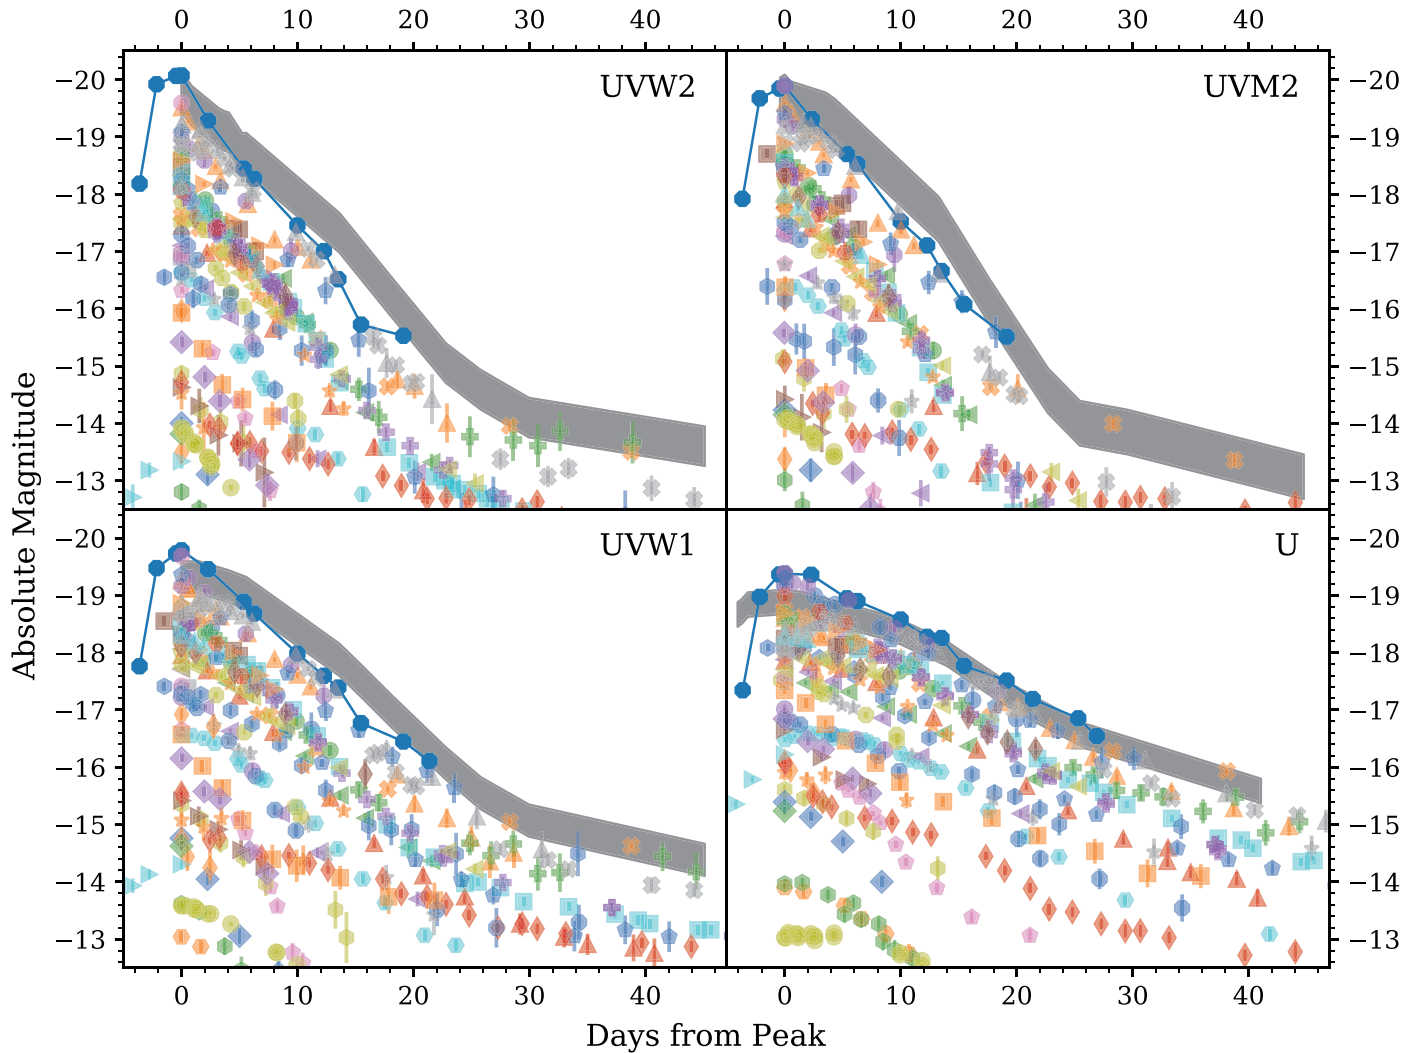 0 10 20 30 40 0 10 20 30 40
UVW2 UVM2
−20 −20
−19 −19
−18 −18
−17 −17
−16 −16
−15 −15
−14 −14
−13 −13
UVW1 U
−20 −20
−19 −19
−18 −18
−17 −17
−16 −16
−15 −15
−14 −14
−13 −13
0 10 20 30 40 0 10 20 30 40
Absolute Magnitude
Days from Peak